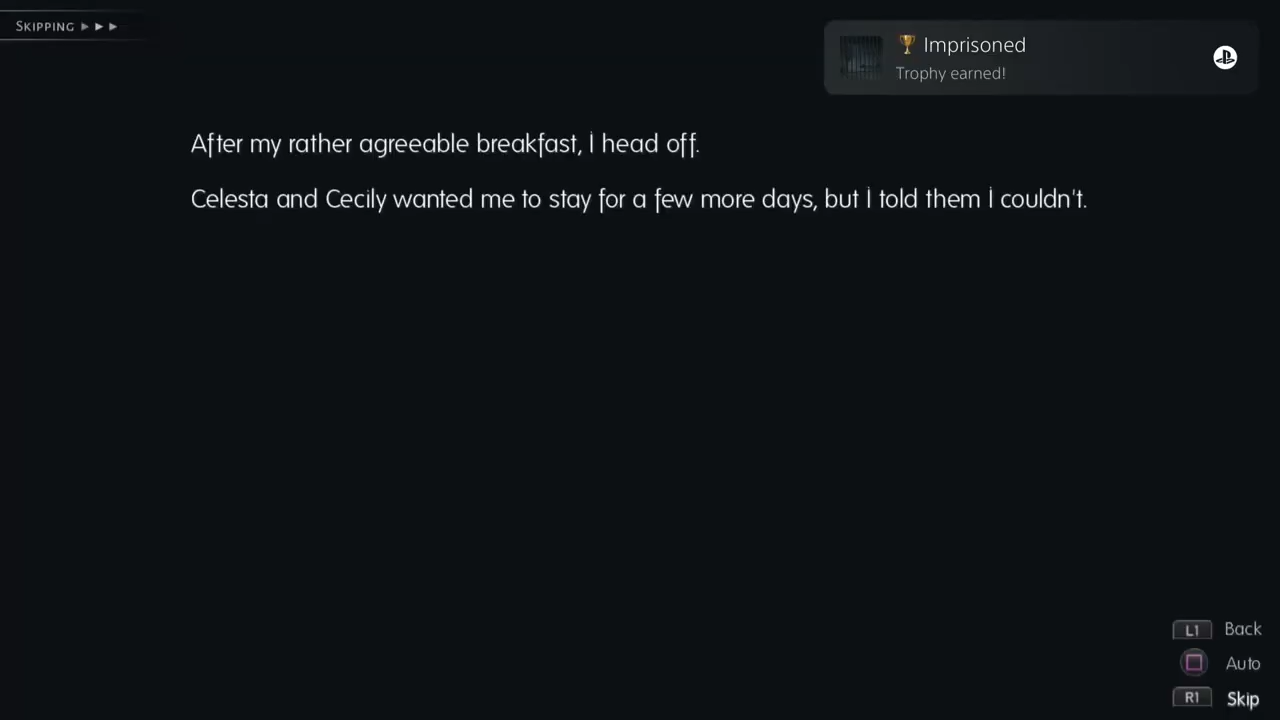 SKIPPING
Imprisoned
Trophy earned!
After my rather agreeable breakfast, I head off.
Celesta and Cecily wanted me to stay for a few more days, but I told them I couldn't.
L1 Back
Auto
R1 Skip